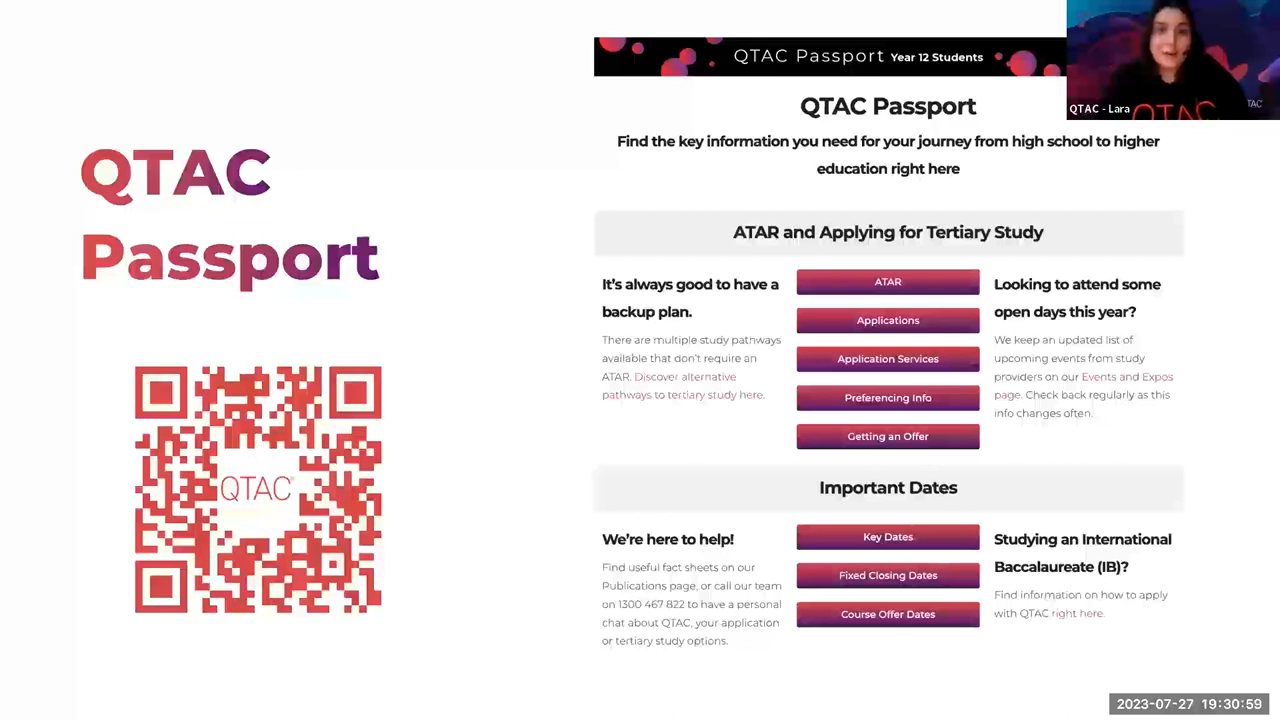 QTAC
Passport
QTAC
QTAC Passport Year 12 Students
QTAC Passport
Find the key information you need for your journey from high school to higher
education right here
ATAR and Applying for Tertiary Study
It's always good to have a
backup plan.
There are multiple study pathways
available that don't require an
ATAR. Discover alternative
pathways to tertiary study here.
ATAR
Applications
Application Services
Preferencing Info
Getting an Offer
Looking to attend some
open days this year?
We keep an updated list of
upcoming events from study
providers on our Events and Expos
page. Check back regularly as this
info changes often.
Important Dates
We're here to help!
Find useful fact sheets on our
Publications page, or call our team
on 1300 467 822 to have a personal
chat about QTAC, your application
or tertiary study options.
Key Dates
Fixed Closing Dates
Course Offer Dates
Studying an International
Baccalaureate (IB)?
Find information on how to apply
with QTAC right here.
QTAC - Lara
QTAC
TAC
2023-07-27 19:30:59